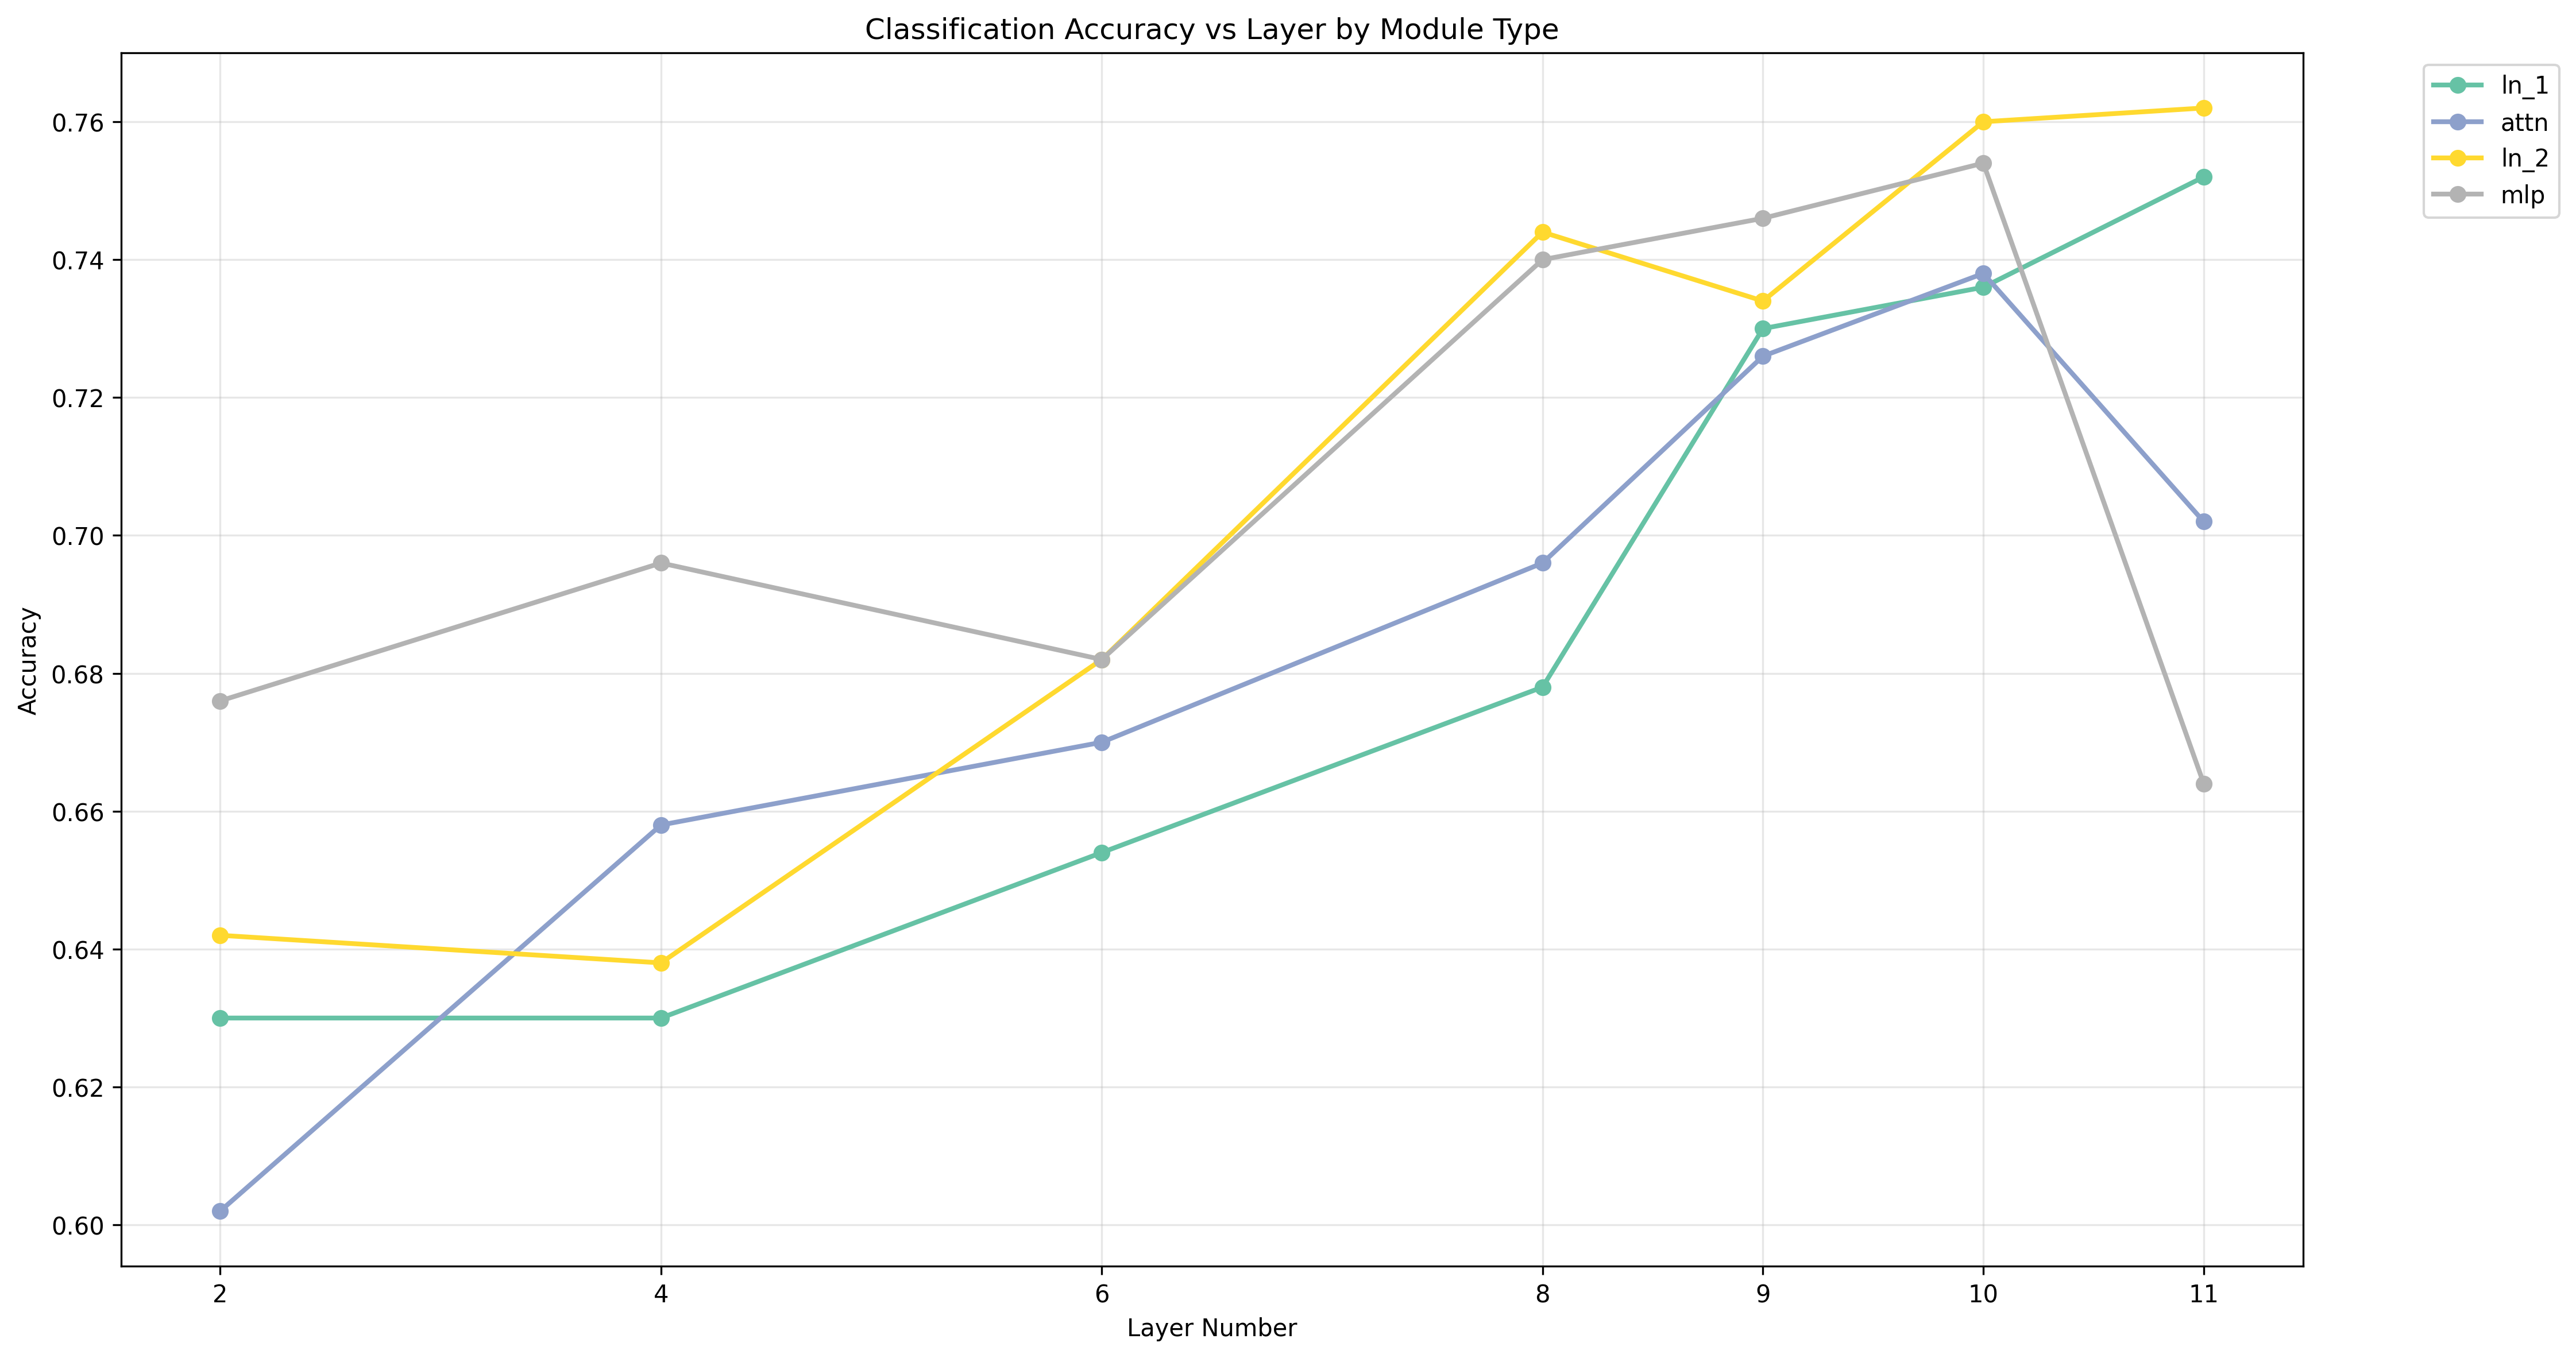 Classification Accuracy vs Layer by Module Type
ln_1
attn
ln_2
mlp
0.76
0.74
0.72
0.70
0.68
0.66
0.64
0.62
0.60
Accuracy
2 4 6 8 9 10 11
Layer Number